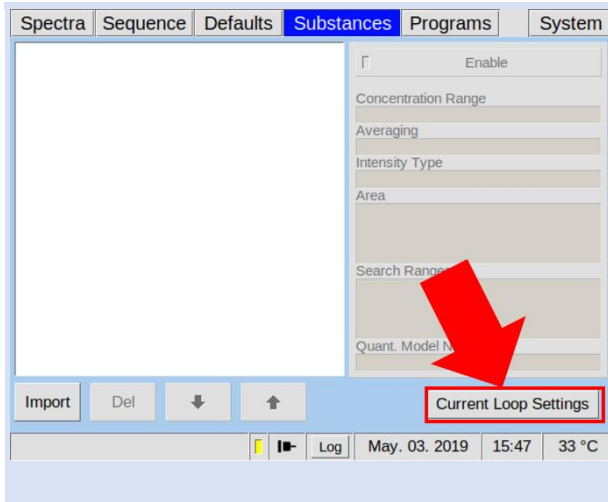 Spectra Sequence Defaults Substances Programs System
Enable
Concentration Range
Averaging
Intensity Type
Area
Search Ranges
Quant. Model N
Import Del Current Loop Settings
Log May. 03. 2019 15:47 33 °C